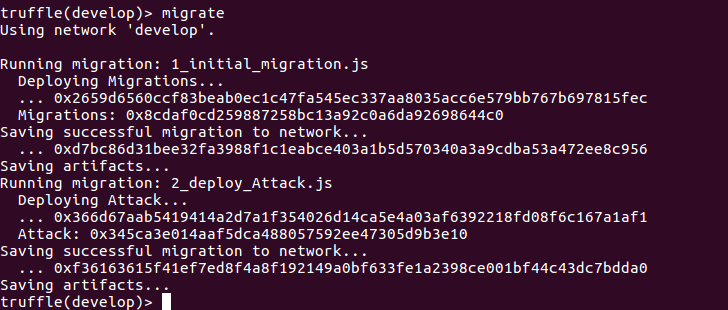 truffle(develop)> migrate
Using network 'develop'.
Running migration: 1_initial_migration.js
Deploying Migrations...
... 0x2659d6560ccf83beab0ec1c47fa545ec337aa8035acc6e579bb767b697815fec
Migrations: 0x8cdaf0cd259887258bc13a92c0a6da92698644c0
Saving successful migration to network...
... 0xd7bc86d31bee32fa3988f1c1eabce403a1b5d570340a3a9cdba53a472ee8c956
Saving artifacts...
Running migration: 2_deploy_Attack.js
Deploying Attack...
... 0x366d67aab5419414a2d7a1f354026d14ca5e4a03af6392218fd08f6c167a1af1
Attack: 0x345ca3e014aaf5dca488057592ee47305d9b3e10
Saving successful migration to network...
... 0xf36163615f41ef7ed8f4a8f192149a0bf633fe1a2398ce001bf44c43dc7bdda0
Saving artifacts...
truffle(develop)>